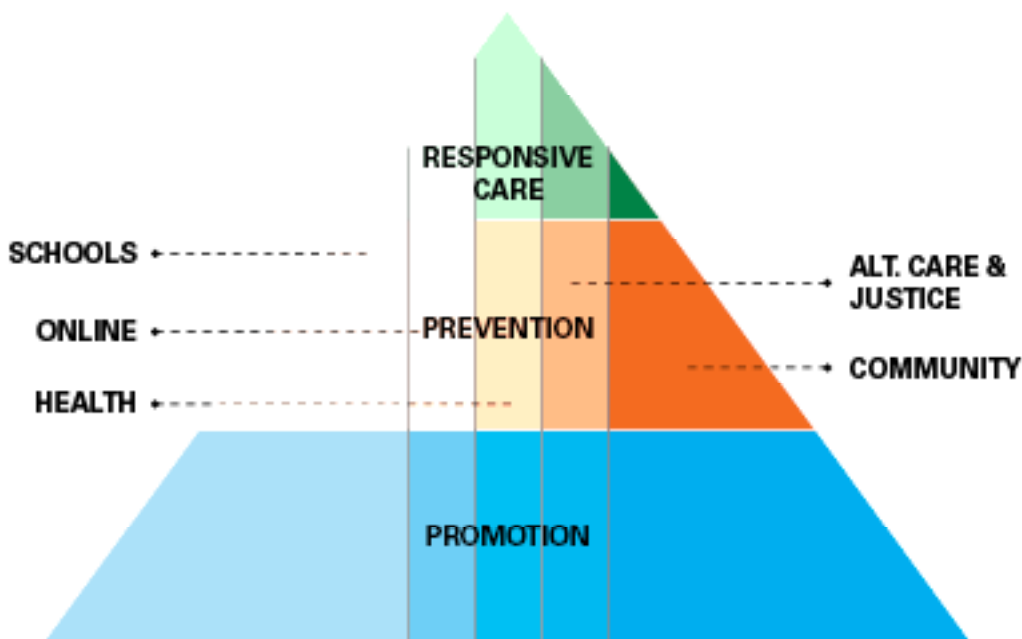 RESPONSIVE
CARE
SCHOOLS
ONLINE
HEALTH
PREVENTION
ALT. CARE &
JUSTICE
COMMUNITY
PROMOTION